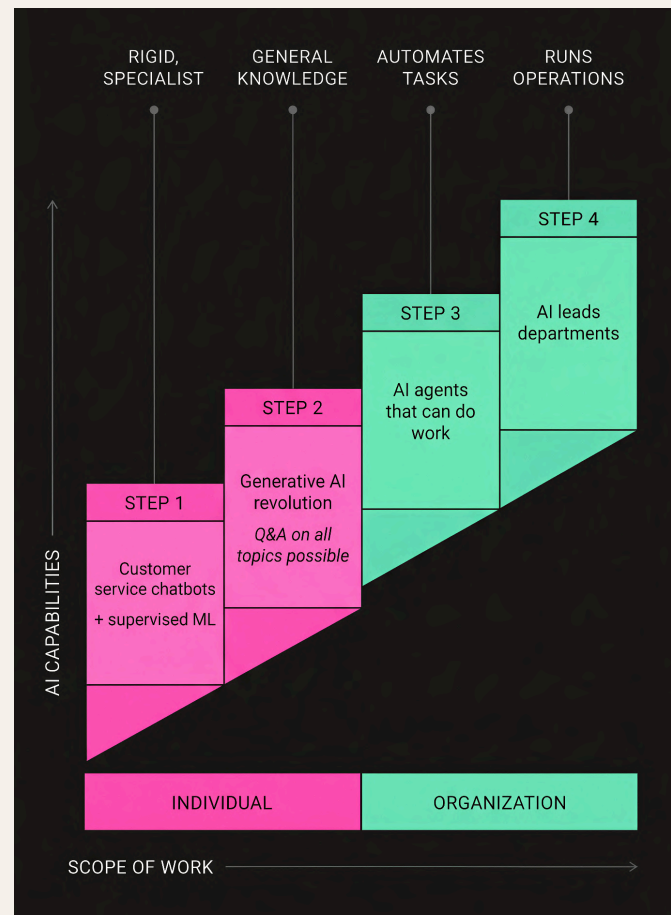 RIGID,
SPECIALIST
GENERAL
KNOWLEDGE
AUTOMATES
TASKS
RUNS
OPERATIONS
STEP 4
AI leads
departments
STEP 3
AI agents
that can do
work
STEP 2
Generative AI
revolution
Q&A on all
topics possible
STEP 1
Customer
service chatbots
+ supervised ML
AI CAPABILITIES
INDIVIDUAL
ORGANIZATION
SCOPE OF WORK